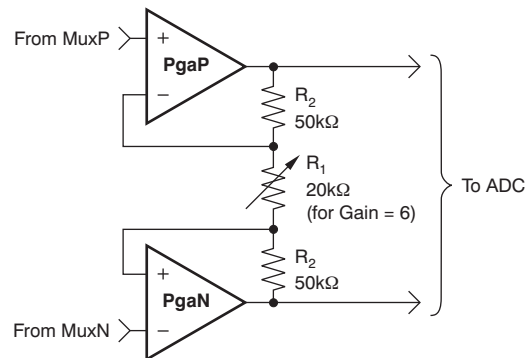 From MuxP
+
PgaP
−
R2
50kΩ
R1
20kΩ
(for Gain = 6)
To ADC
R2
50kΩ
+
PgaN
−
From MuxN